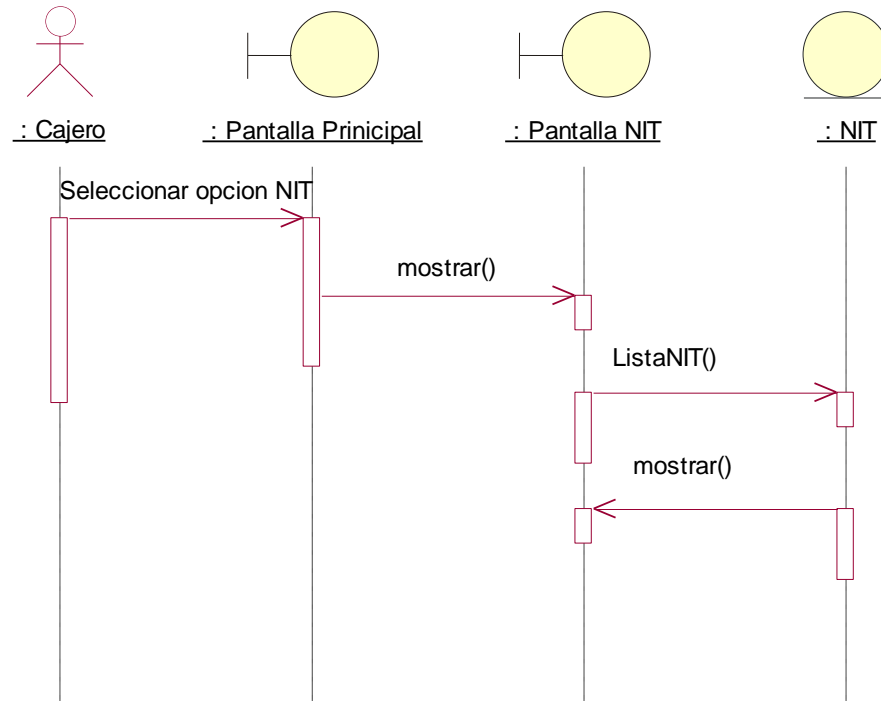 : Cajero
: Pantalla Prinicipal
: Pantalla NIT
: NIT
Seleccionar opcion NIT
mostrar()
ListaNIT()
mostrar()